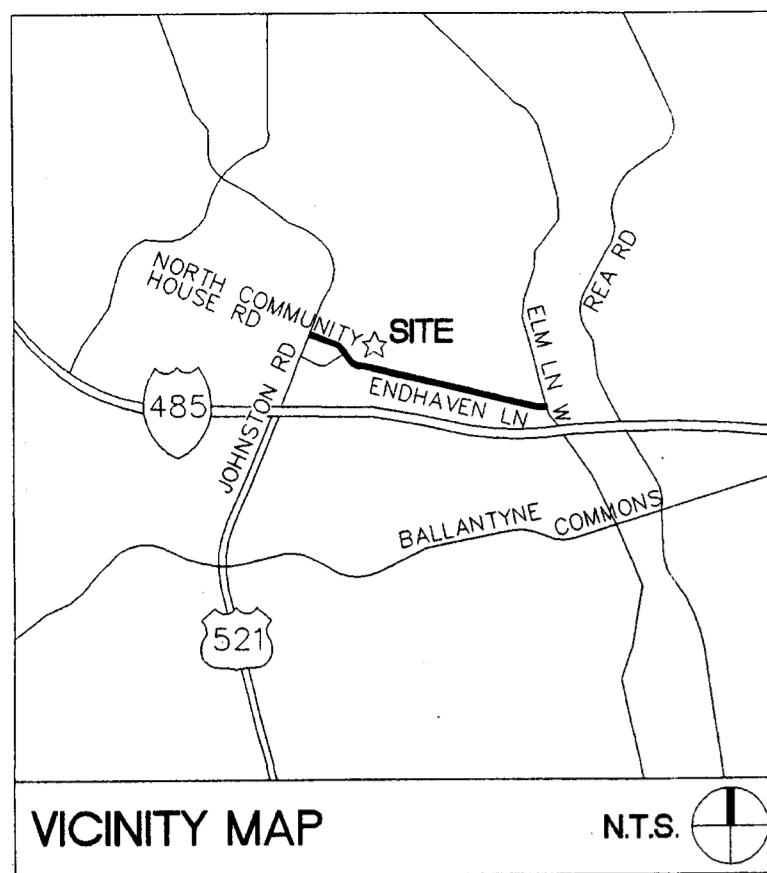 NORTH COMMUNITY
HOUSE RD
SITE
REA RD
ELM LN W
JOHNSTON RD
485
ENDHAVEN LN
BALLANTYNE COMMONS
521
VICINITY MAP
N.T.S.